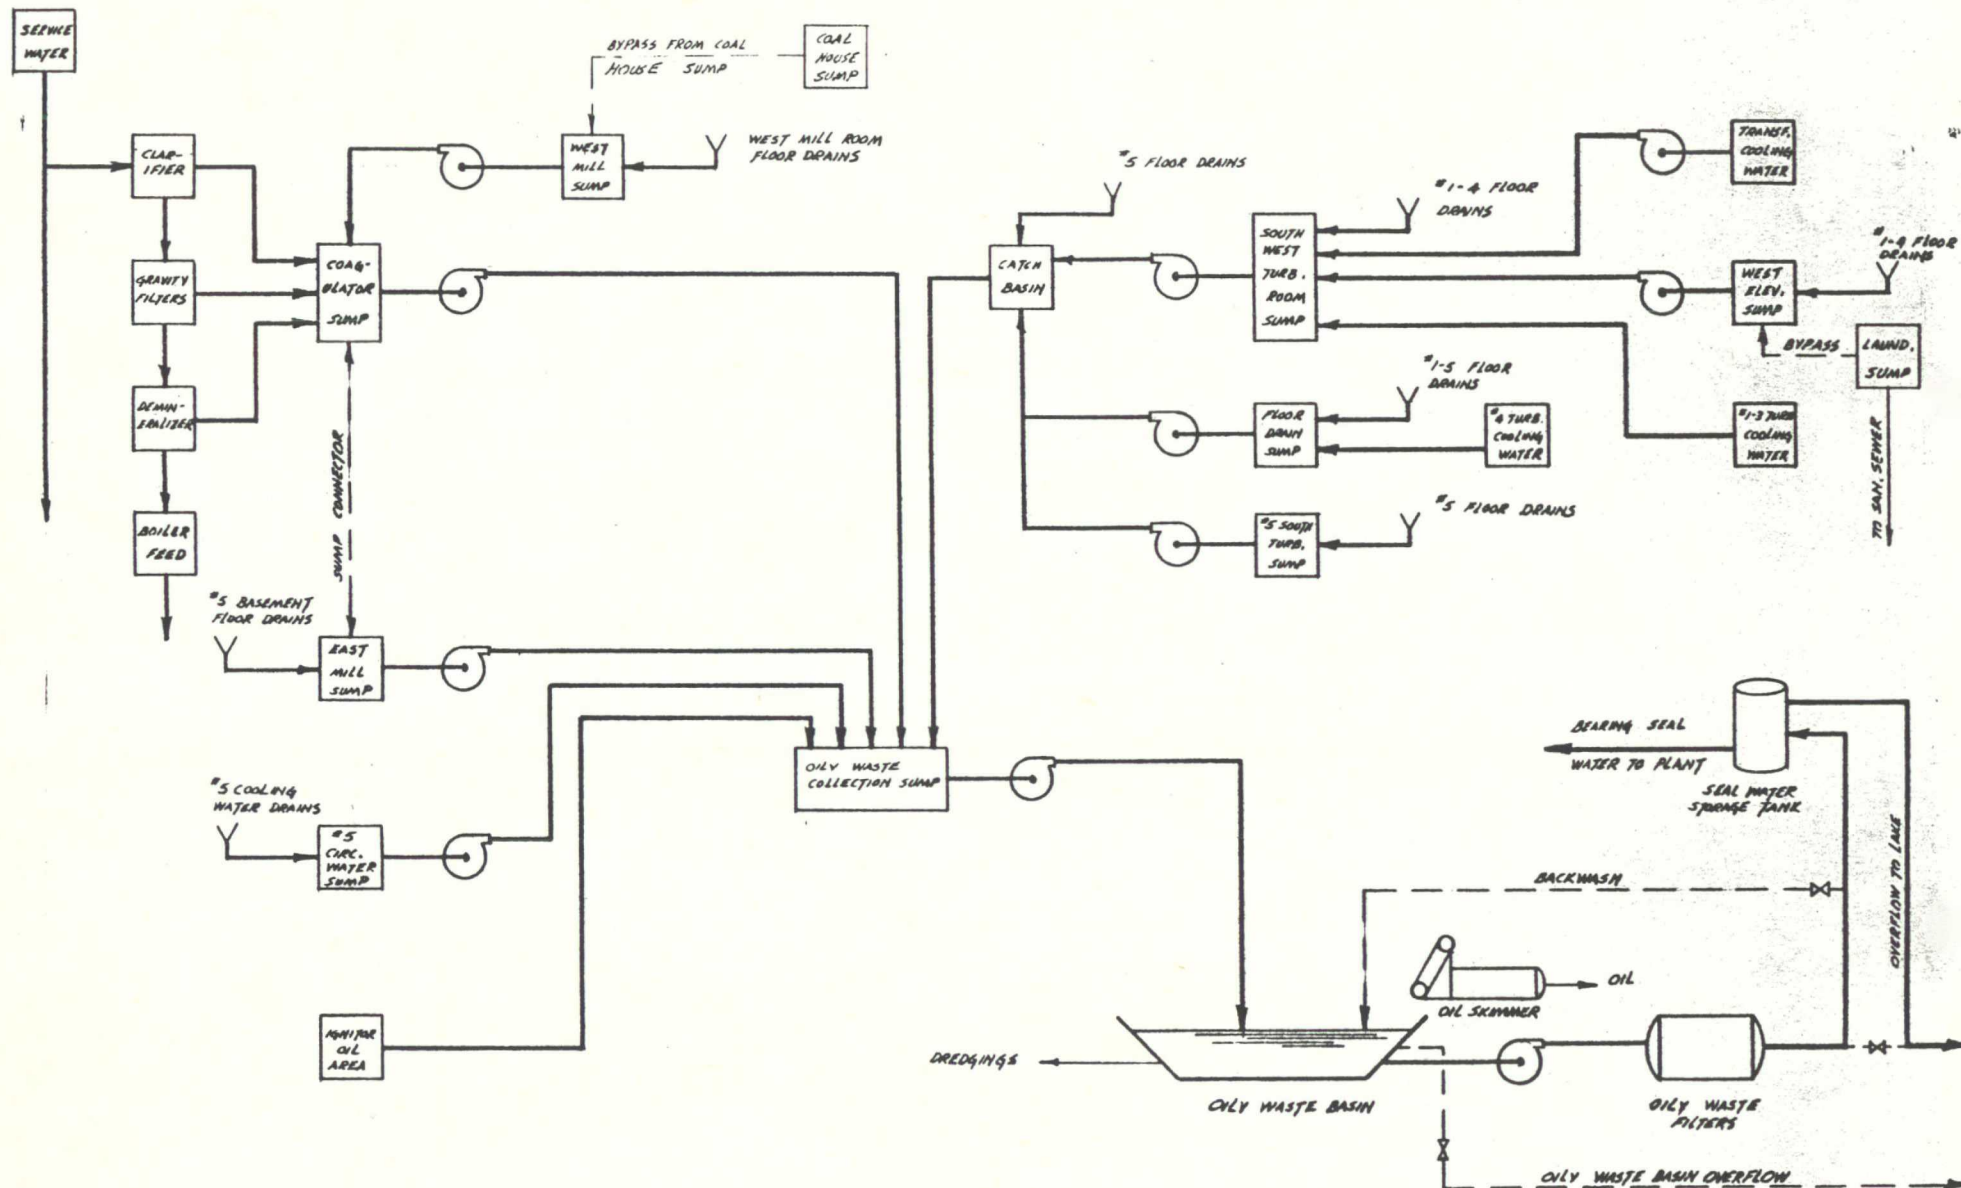 SERVICE
WATER
BYPASS FROM COAL
HOUSE SUMP
COAL
HOUSE
SUMP
CLAR-
IFIER
WEST
MILL
SUMP
WEST MILL ROOM
FLOOR DRAINS
GRAVITY
FILTERS
COAG-
ULATOR
SUMP
DEMIN-
ERALIZER
BOILER
FEED
SUMP CONNECTOR
#5 BASEMENT
FLOOR DRAINS
EAST
MILL
SUMP
#5 COOLING
WATER DRAINS
#5
CIRC.
WATER
SUMP
IGNITOR
OIL
AREA
OILY WASTE
COLLECTION SUMP
#5 FLOOR DRAINS
CATCH
BASIN
#1-4 FLOOR
DRAINS
SOUTH
WEST
TURB.
ROOM
SUMP
TRANSF.
COOLING
WATER
#1-4 FLOOR
DRAINS
WEST
ELEV.
SUMP
BYPASS
LAUND.
SUMP
TO SAN. SEWER
#1-5 FLOOR
DRAINS
FLOOR
DRAIN
SUMP
#4 TURB.
COOLING
WATER
#1-3 TURB
COOLING
WATER
#5 SOUTH
TURB.
SUMP
#5 FLOOR DRAINS
BEARING SEAL
WATER TO PLANT
SEAL WATER
STORAGE TANK
OVERFLOW TO LAKE
BACKWASH
OIL
OIL SKIMMER
DREDGINGS
OILY WASTE BASIN
OILY WASTE
FILTERS
OILY WASTE BASIN OVERFLOW